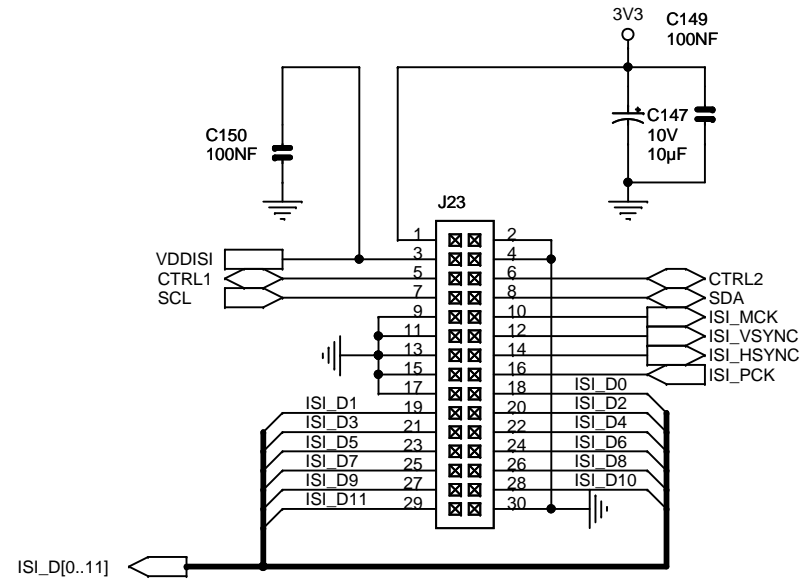 3V3
C149
100NF
C147
10V
10µF
C150
100NF
J23
1 2
VDDISI 3 4
CTRL1 5 6 CTRL2
SCL 7 8 SDA
9 10 ISI_MCK
11 12 ISI_VSYNC
13 14 ISI_HSYNC
15 16 ISI_PCK
17 18 ISI_D0
ISI_D1 19 20 ISI_D2
ISI_D3 21 22 ISI_D4
ISI_D5 23 24 ISI_D6
ISI_D7 25 26 ISI_D8
ISI_D9 27 28 ISI_D10
ISI_D11 29 30
ISI_D[0..11]